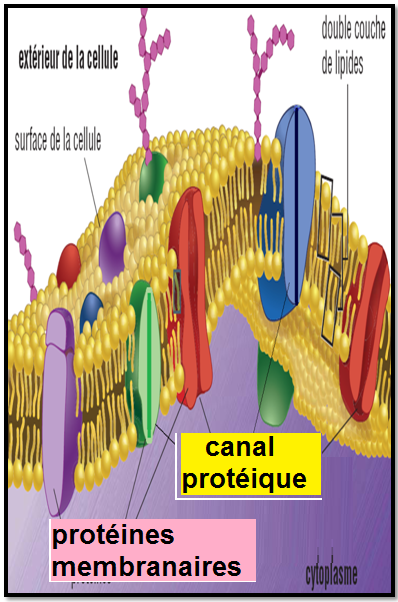 double couche
de lipides
extérieur de la cellule
surface de la cellule
canal
protéique
protéines
membranaires
cytoplasme